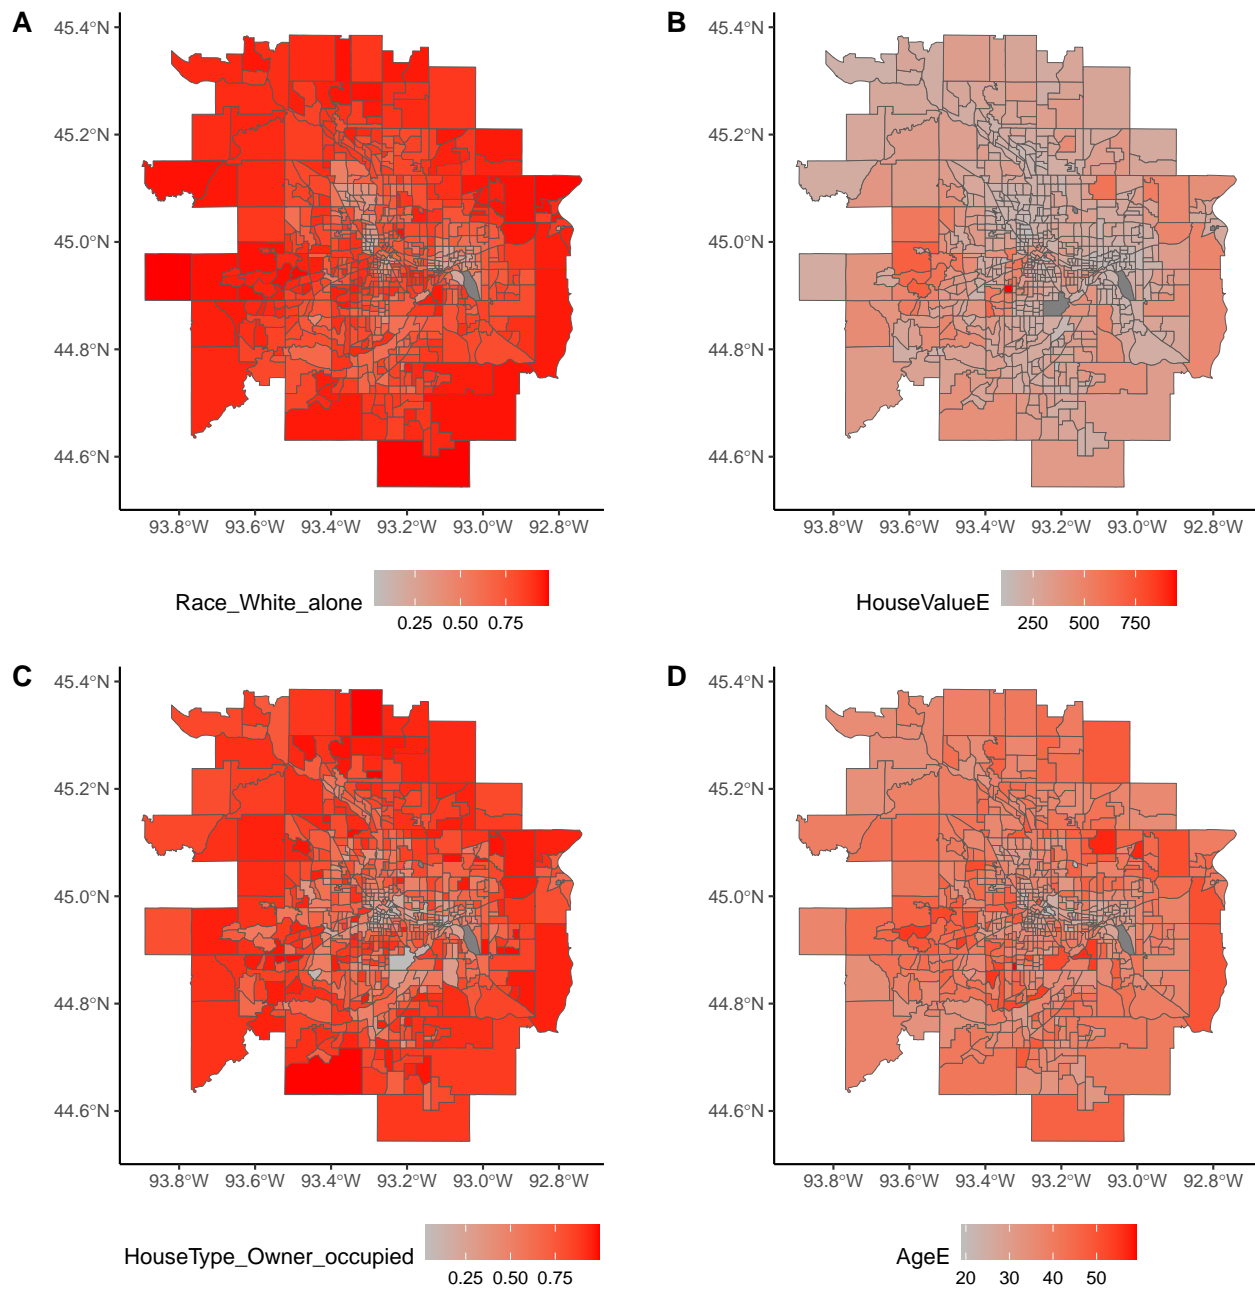 A
45.4°N
45.2°N
45.0°N
44.8°N
44.6°N
93.8°W 93.6°W 93.4°W 93.2°W 93.0°W 92.8°W
Race_White_alone
0.25 0.50 0.75
B
45.4°N
45.2°N
45.0°N
44.8°N
44.6°N
93.8°W 93.6°W 93.4°W 93.2°W 93.0°W 92.8°W
HouseValueE
250 500 750
C
45.4°N
45.2°N
45.0°N
44.8°N
44.6°N
93.8°W 93.6°W 93.4°W 93.2°W 93.0°W 92.8°W
HouseType_Owner_occupied
0.25 0.50 0.75
D
45.4°N
45.2°N
45.0°N
44.8°N
44.6°N
93.8°W 93.6°W 93.4°W 93.2°W 93.0°W 92.8°W
AgeE
20 30 40 50